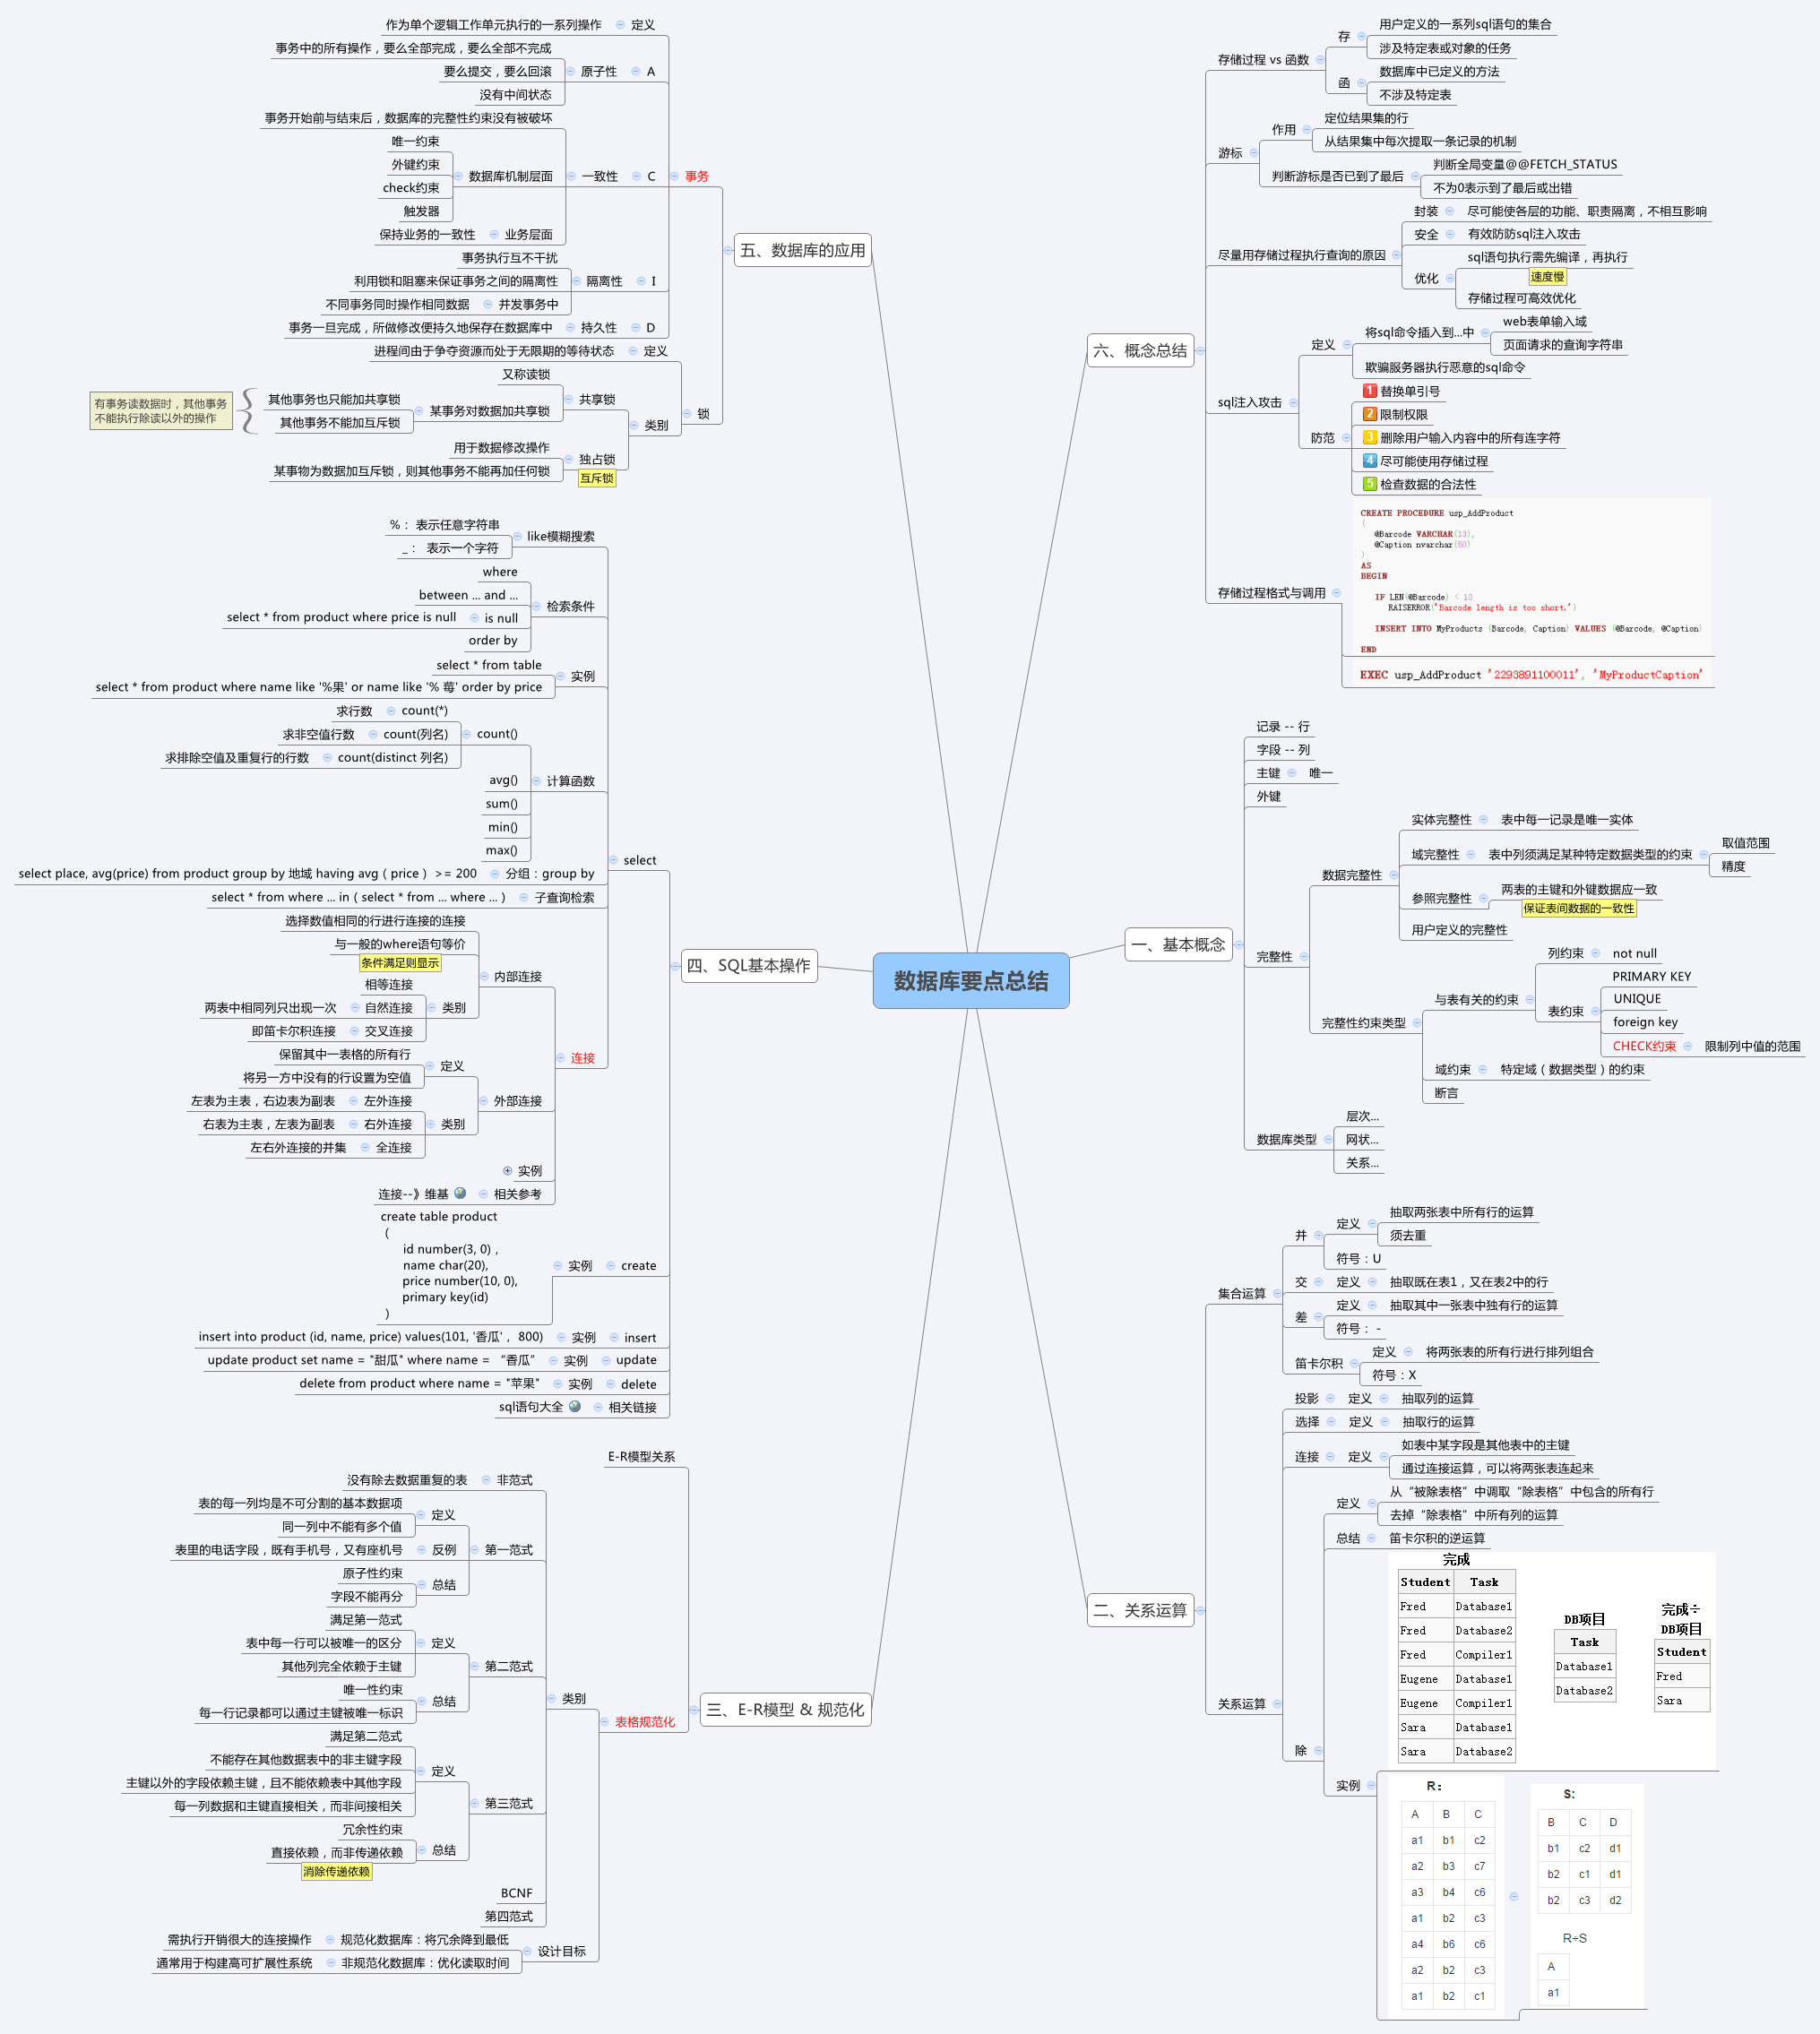 数据库要点总结
一、基本概念
记录 -- 行
字段 -- 列
主键
唯一
外键
完整性
数据完整性
实体完整性
表中每一记录是唯一实体
域完整性
表中列须满足某种特定数据类型的约束
取值范围
精度
参照完整性
两表的主键和外键数据应一致
保证表间数据的一致性
用户定义的完整性
完整性约束类型
与表有关的约束
列约束
not null
表约束
PRIMARY KEY
UNIQUE
foreign key
CHECK约束
限制列中值的范围
域约束
特定域（数据类型）的约束
断言
数据库类型
层次...
网状...
关系...
二、关系运算
集合运算
并
定义
抽取两张表中所有行的运算
须去重
符号：U
交
定义
抽取既在表1，又在表2中的行
差
定义
抽取其中一张表中独有行的运算
符号： -
笛卡尔积
定义
将两张表的所有行进行排列组合
符号：X
关系运算
投影
定义
抽取列的运算
选择
定义
抽取行的运算
连接
定义
如表中某字段是其他表中的主键
通过连接运算，可以将两张表连起来
除
定义
从“被除表格”中调取“除表格”中包含的所有行
去掉“除表格”中所有列的运算
总结
笛卡尔积的逆运算
实例
完成
Student Task
Fred Database1
Fred Database2
Fred Compiler1
Eugene Database1
Eugene Compiler1
Sara Database1
Sara Database2
DB项目
Task
Database1
Database2
完成÷
DB项目
Student
Fred
Sara
R：
A B C
a1 b1 c2
a2 b3 c7
a3 b4 c6
a1 b2 c3
a4 b6 c6
a2 b2 c3
a1 b2 c1
S:
B C D
b1 c2 d1
b2 c1 d1
b2 c3 d2
R÷S
A
a1
三、E-R模型 & 规范化
E-R模型关系
表格规范化
类别
非范式
没有除去数据重复的表
第一范式
定义
表的每一列均是不可分割的基本数据项
同一列中不能有多个值
反例
表里的电话字段，既有手机号，又有座机号
总结
原子性约束
字段不能再分
第二范式
定义
满足第一范式
表中每一行可以被唯一的区分
其他列完全依赖于主键
总结
唯一性约束
每一行记录都可以通过主键被唯一标识
第三范式
定义
满足第二范式
不能存在其他数据表中的非主键字段
主键以外的字段依赖主键，且不能依赖表中其他字段
每一列数据和主键直接相关，而非间接相关
总结
冗余性约束
直接依赖，而非传递依赖
消除传递依赖
BCNF
第四范式
设计目标
规范化数据库：将冗余降到最低
需执行开销很大的连接操作
非规范化数据库：优化读取时间
通常用于构建高可扩展性系统
四、SQL基本操作
select
like模糊搜索
%： 表示任意字符串
_： 表示一个字符
检索条件
where
between ... and ...
is null
select * from product where price is null
order by
实例
select * from table
select * from product where name like '%果' or name like '% 莓' order by price
计算函数
count()
count(*)
求行数
count(列名)
求非空值行数
count(distinct 列名)
求排除空值及重复行的行数
avg()
sum()
min()
max()
分组：group by
select place, avg(price) from product group by 地域 having avg（price） >= 200
子查询检索
select * from where ... in ( select * from ... where ... )
连接
内部连接
选择数值相同的行进行连接的连接
与一般的where语句等价
条件满足则显示
类别
相等连接
自然连接
两表中相同列只出现一次
交叉连接
即笛卡尔积连接
外部连接
定义
保留其中一表格的所有行
将另一方中没有的行设置为空值
类别
左外连接
左表为主表，右边表为副表
右外连接
右表为主表，左表为副表
全连接
左右外连接的并集
实例
相关参考
连接--》维基
create
实例
create table product
(
id number(3, 0) ,
name char(20),
price number(10, 0),
primary key(id)
)
insert
实例
insert into product (id, name, price) values(101, '香瓜'， 800)
update
实例
update product set name = "甜瓜" where name = “香瓜”
delete
实例
delete from product where name = "苹果"
相关链接
sql语句大全
五、数据库的应用
事务
定义
作为单个逻辑工作单元执行的一系列操作
A
原子性
事务中的所有操作，要么全部完成，要么全部不完成
要么提交，要么回滚
没有中间状态
C
一致性
事务开始前与结束后，数据库的完整性约束没有被破坏
数据库机制层面
唯一约束
外键约束
check约束
触发器
业务层面
保持业务的一致性
I
隔离性
事务执行互不干扰
利用锁和阻塞来保证事务之间的隔离性
并发事务中
不同事务同时操作相同数据
D
持久性
事务一旦完成，所做修改便持久地保存在数据库中
锁
定义
进程间由于争夺资源而处于无限期的等待状态
类别
共享锁
又称读锁
某事务对数据加共享锁
其他事务也只能加共享锁
其他事务不能加互斥锁
有事务读数据时，其他事务
不能执行除读以外的操作
独占锁
互斥锁
用于数据修改操作
某事物为数据加互斥锁，则其他事务不能再加任何锁
六、概念总结
存储过程 vs 函数
存
用户定义的一系列sql语句的集合
涉及特定表或对象的任务
函
数据库中已定义的方法
不涉及特定表
游标
作用
定位结果集的行
从结果集中每次提取一条记录的机制
判断游标是否已到了最后
判断全局变量@@FETCH_STATUS
不为0表示到了最后或出错
尽量用存储过程执行查询的原因
封装
尽可能使各层的功能、职责隔离，不相互影响
安全
有效防防sql注入攻击
优化
sql语句执行需先编译，再执行
速度慢
存储过程可高效优化
sql注入攻击
定义
将sql命令插入到...中
web表单输入域
页面请求的查询字符串
欺骗服务器执行恶意的sql命令
防范
1 替换单引号
2 限制权限
3 删除用户输入内容中的所有连字符
4 尽可能使用存储过程
5 检查数据的合法性
存储过程格式与调用
CREATE PROCEDURE usp_AddProduct
(
@Barcode VARCHAR(13),
@Caption nvarchar(50)
)
AS
BEGIN
IF LEN(@Barcode) < 13
RAISERROR('Barcode length is too short.')
INSERT INTO MyProducts (Barcode, Caption) VALUES (@Barcode, @Caption)
END
EXEC usp_AddProduct '2293891100011', 'MyProductCaption'